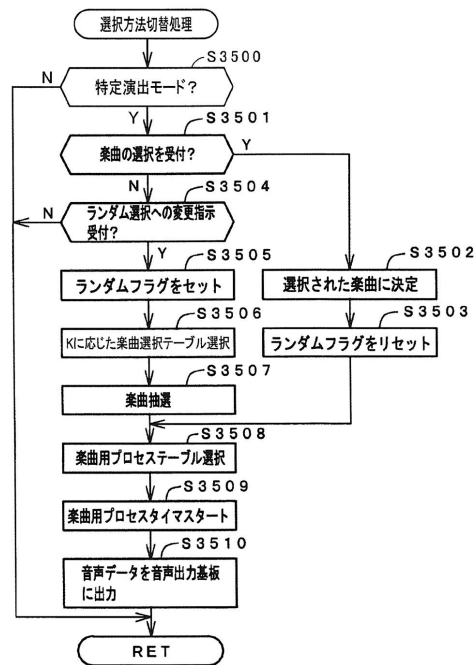 選択方法切替処理
S3500
特定演出モード?
N
Y
S3501
楽曲の選択を受付?
Y
N
S3504
ランダム選択への変更指示
受付?
N
Y
S3505
ランダムフラグをセット
S3502
選択された楽曲に決定
S3506
Kに応じた楽曲選択テーブル選択
S3503
ランダムフラグをリセット
S3507
楽曲抽選
S3508
楽曲用プロセステーブル選択
S3509
楽曲用プロセスタイマスタート
S3510
音声データを音声出力基板
に出力
RET